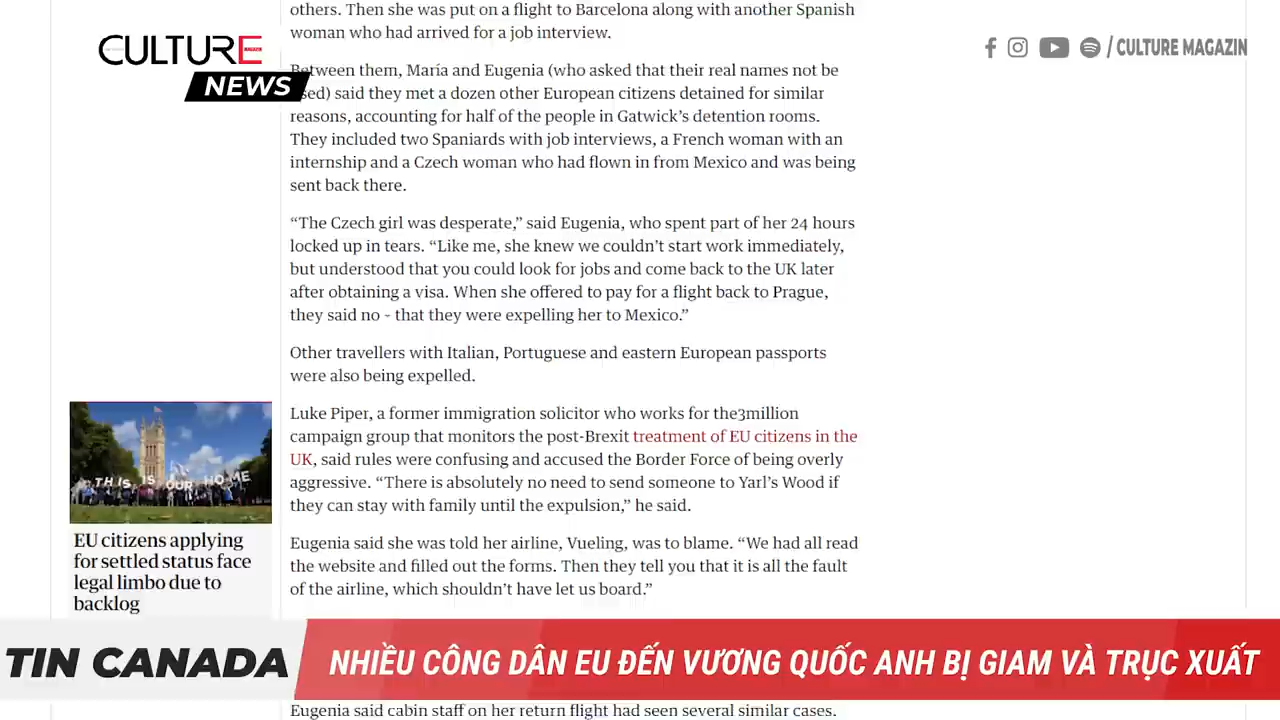 others. Then she was put on a flight to Barcelona along with another Spanish
woman who had arrived for a job interview.
CULTURE
NEWS
/ CULTURE MAGAZIN
Between them, María and Eugenia (who asked that their real names not be
sed) said they met a dozen other European citizens detained for similar
reasons, accounting for half of the people in Gatwick’s detention rooms.
They included two Spaniards with job interviews, a French woman with an
internship and a Czech woman who had flown in from Mexico and was being
sent back there.
“The Czech girl was desperate,” said Eugenia, who spent part of her 24 hours
locked up in tears. “Like me, she knew we couldn’t start work immediately,
but understood that you could look for jobs and come back to the UK later
after obtaining a visa. When she offered to pay for a flight back to Prague,
they said no - that they were expelling her to Mexico.”
Other travellers with Italian, Portuguese and eastern European passports
were also being expelled.
Luke Piper, a former immigration solicitor who works for the3million
campaign group that monitors the post-Brexit treatment of EU citizens in the
UK, said rules were confusing and accused the Border Force of being overly
aggressive. “There is absolutely no need to send someone to Yarl’s Wood if
they can stay with family until the expulsion,” he said.
THIS IS OUR HOME
EU citizens applying
for settled status face
legal limbo due to
backlog
Eugenia said she was told her airline, Vueling, was to blame. “We had all read
the website and filled out the forms. Then they tell you that it is all the fault
of the airline, which shouldn’t have let us board.”
TIN CANADA
NHIỀU CÔNG DÂN EU ĐẾN VƯƠNG QUỐC ANH BỊ GIAM VÀ TRỤC XUẤT
Eugenia said cabin staff on her return flight had seen several similar cases.